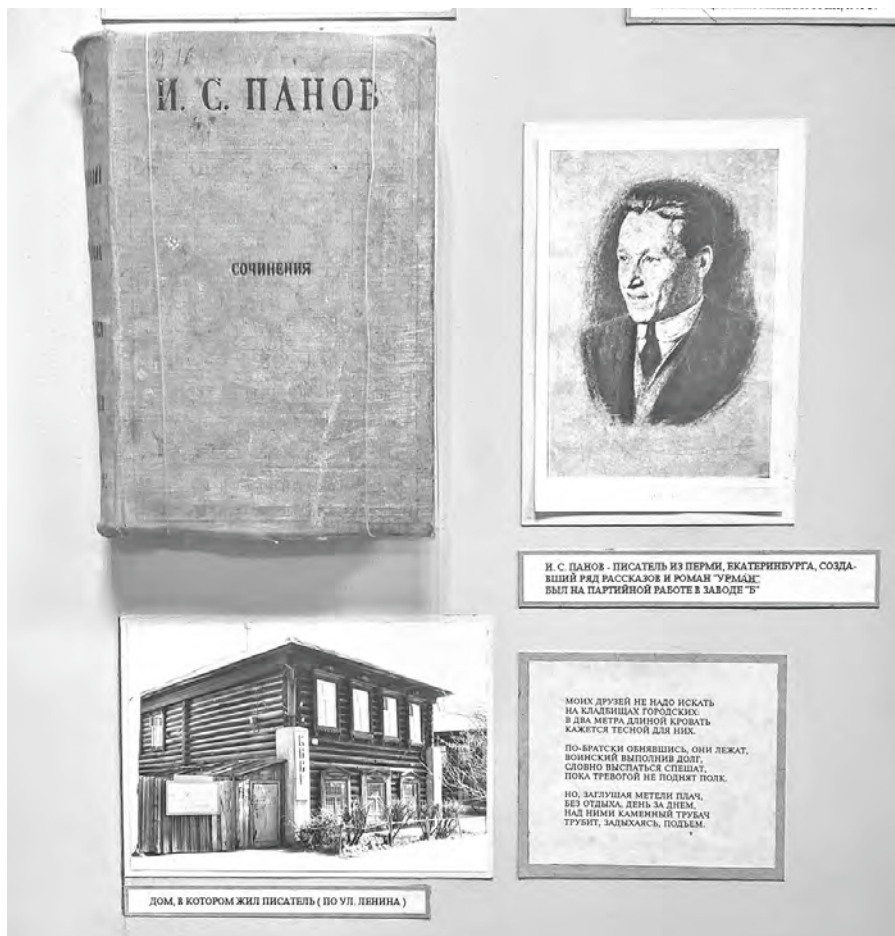 И. С. ПАНОВ
СОЧИНЕНИЯ
И. С. ПАНОВ - ПИСАТЕЛЬ ИЗ ПЕРМИ, ЕКАТЕРИНБУРГА, СОЗДА-
ВШИЙ РЯД РАССКАЗОВ И РОМАН "УРМАН"
БЫЛ НА ПАРТИЙНОЙ РАБОТЕ В ЗАВОДЕ "Б"
МОИХ ДРУЗЕЙ НЕ НАДО ИСКАТЬ
НА КЛАДБИЩАХ ГОРОДСКИХ:
В ДВА МЕТРА ДЛИНОЙ КРОВАТЬ
КАЖЕТСЯ ТЕСНОЙ ДЛЯ НИХ.
ПО-БРАТСКИ ОБНЯВШИСЬ, ОНИ ЛЕЖАТ,
ВОИНСКИЙ ВЫПОЛНИВ ДОЛГ,
СЛОВНО ВЫСПАТЬСЯ СПЕШАТ,
ПОКА ТРЕВОГОЙ НЕ ПОДНЯТ ПОЛК.
НО, ЗАГЛУШАЯ МЕТЕЛИ ПЛАЧ,
БЕЗ ОТДЫХА, ДЕНЬ ЗА ДНЕМ,
НАД НИМИ КАМЕННЫЙ ТРУБАЧ
ТРУБИТ, ЗАДЫХАЯСЬ, ПОДЪЕМ.
ДОМ, В КОТОРОМ ЖИЛ ПИСАТЕЛЬ ( ПО УЛ. ЛЕНИНА )